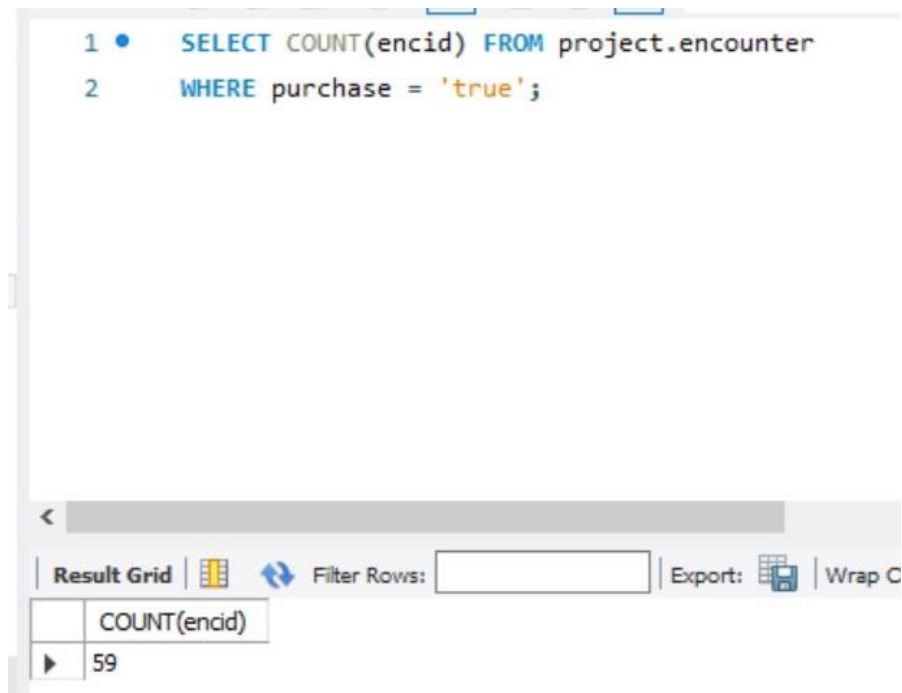 1 SELECT COUNT(encid) FROM project.encounter
2 WHERE purchase = 'true';
Result Grid Filter Rows: Export: Wrap C
COUNT(encid)
59